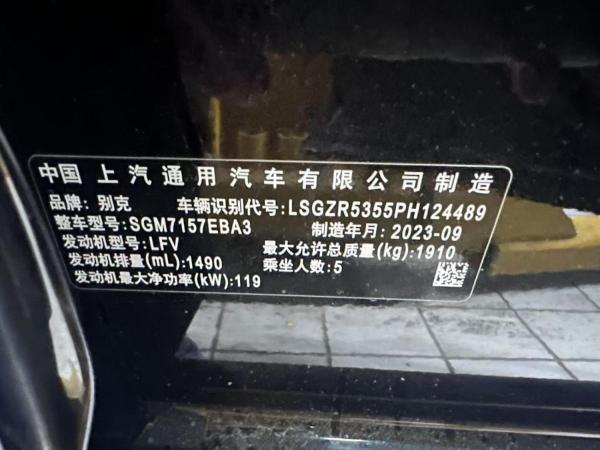 中国 上汽通用汽车有限公司制造
品牌：别克 车辆识别代号:LSGZR5355PH124489
整车型号:SGM7157EBA3 制造年月:2023-09
发动机型号:LFV 最大允许总质量(kg):1910
发动机排量(mL):1490 乘坐人数:5
发动机最大净功率(kW):119